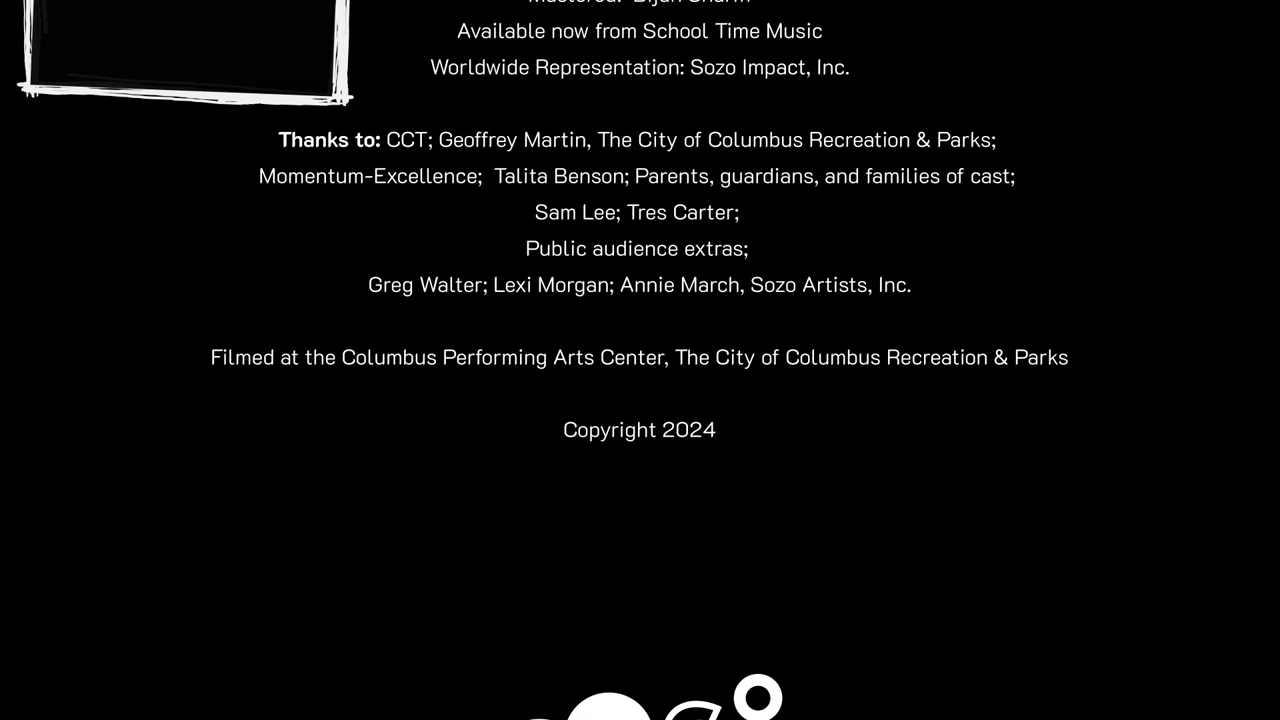 Available now from School Time Music
Worldwide Representation: Sozo Impact, Inc.
Thanks to: CCT; Geoffrey Martin, The City of Columbus Recreation & Parks;
Momentum-Excellence;  Talita Benson; Parents, guardians, and families of cast;
Sam Lee; Tres Carter;
Public audience extras;
Greg Walter; Lexi Morgan; Annie March, Sozo Artists, Inc.
Filmed at the Columbus Performing Arts Center, The City of Columbus Recreation & Parks
Copyright 2024